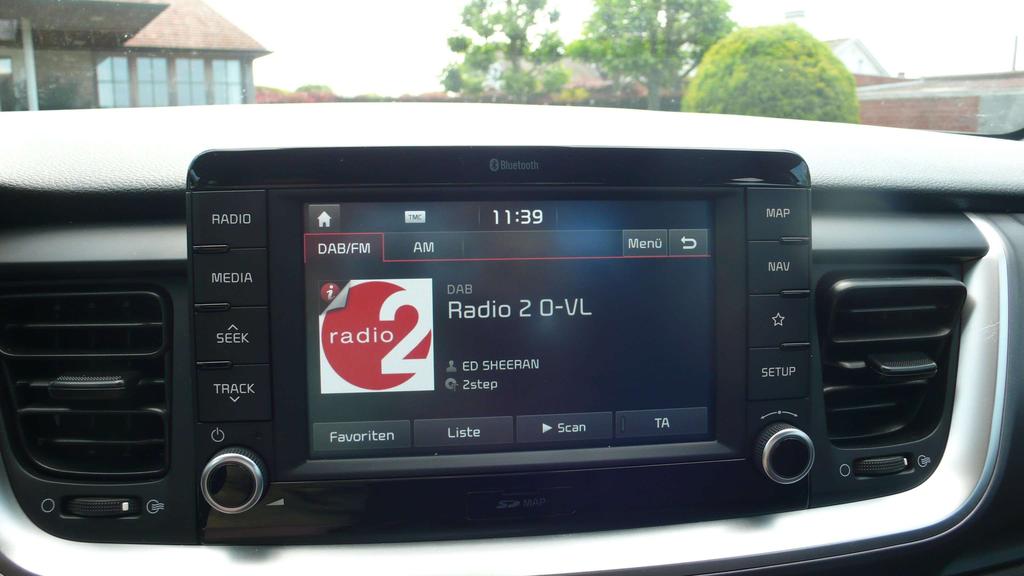 Bluetooth
RADIO
MEDIA
SEEK
TRACK
TMC
11:39
DAB/FM
AM
Menü
i
radio 2
DAB
Radio 2 O-VL
ED SHEERAN
2step
Favoriten
Liste
Scan
TA
MAP
NAV
SETUP
SD MAP